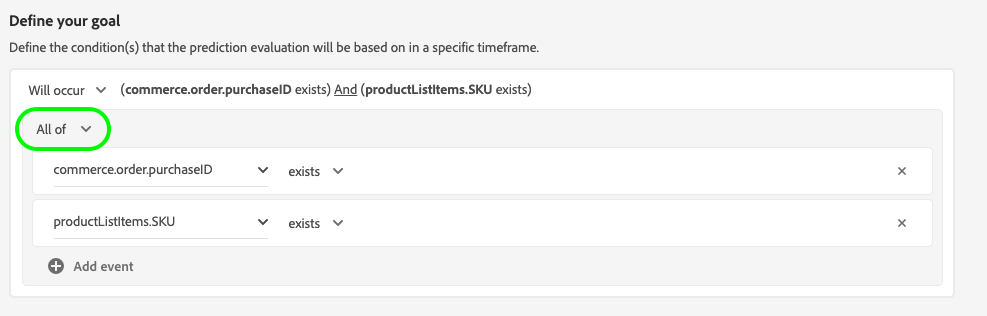 Define your goal
Define the condition(s) that the prediction evaluation will be based on in a specific timeframe.
Will occur (commerce.order.purchaseID exists) And (productListItems.SKU exists)
All of
commerce.order.purchaseID exists
productListItems.SKU exists
Add event